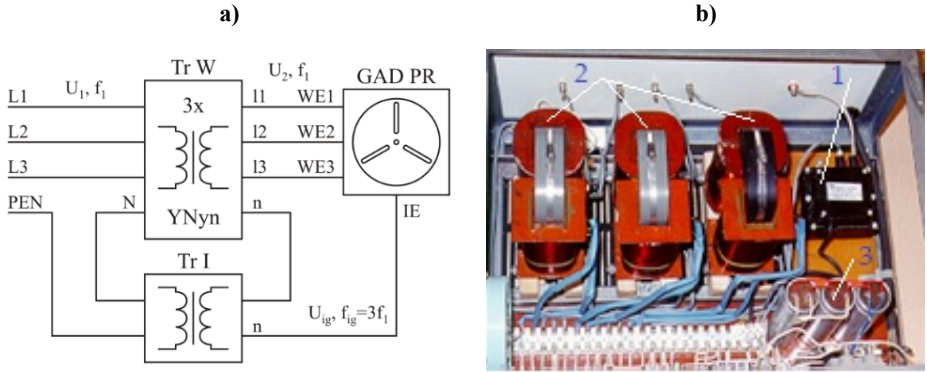 a)
b)
Tr W
U1, f1
U2, f1
GAD PR
L1
L2
L3
PEN
3x
YNyn
N
n
l1
l2
l3
WE1
WE2
WE3
IE
Tr I
n
Uig, fig=3f1
2
1
3